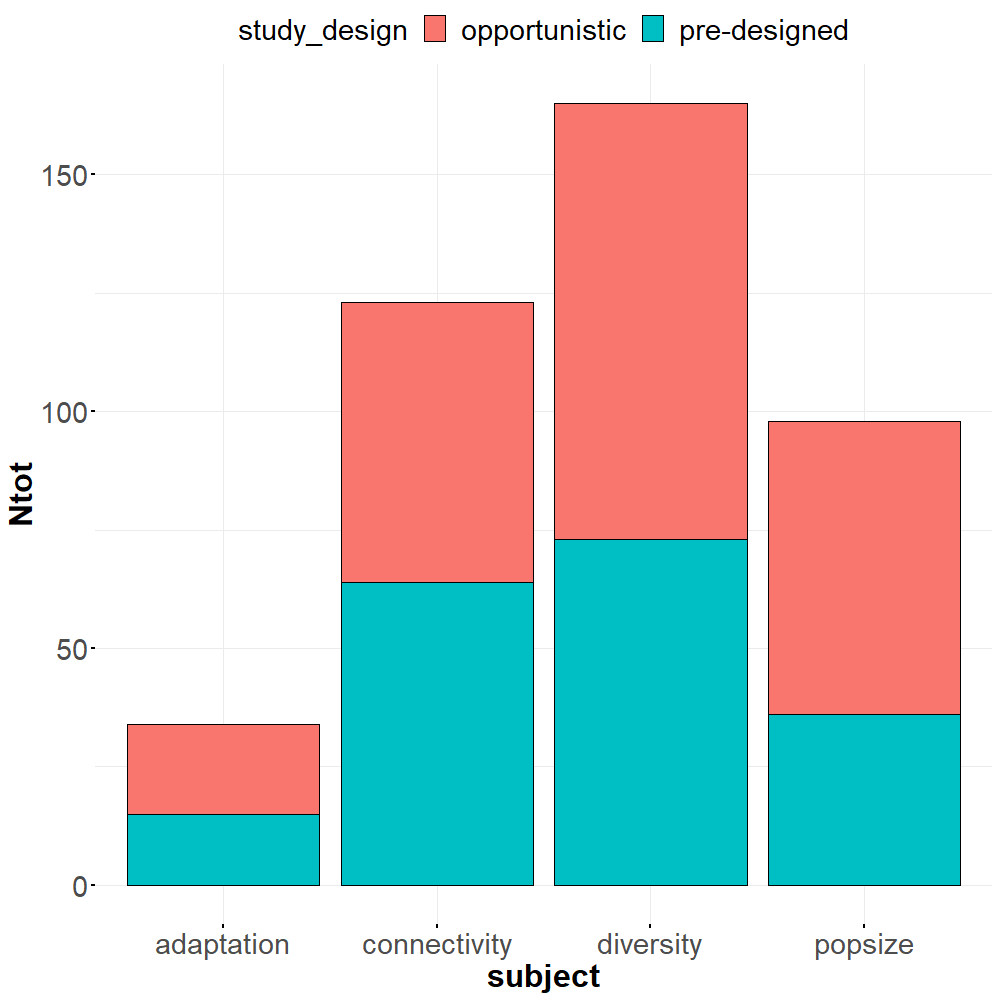 study_design opportunistic pre-designed
150
100
50
0
Ntot
adaptation connectivity diversity popsize
subject